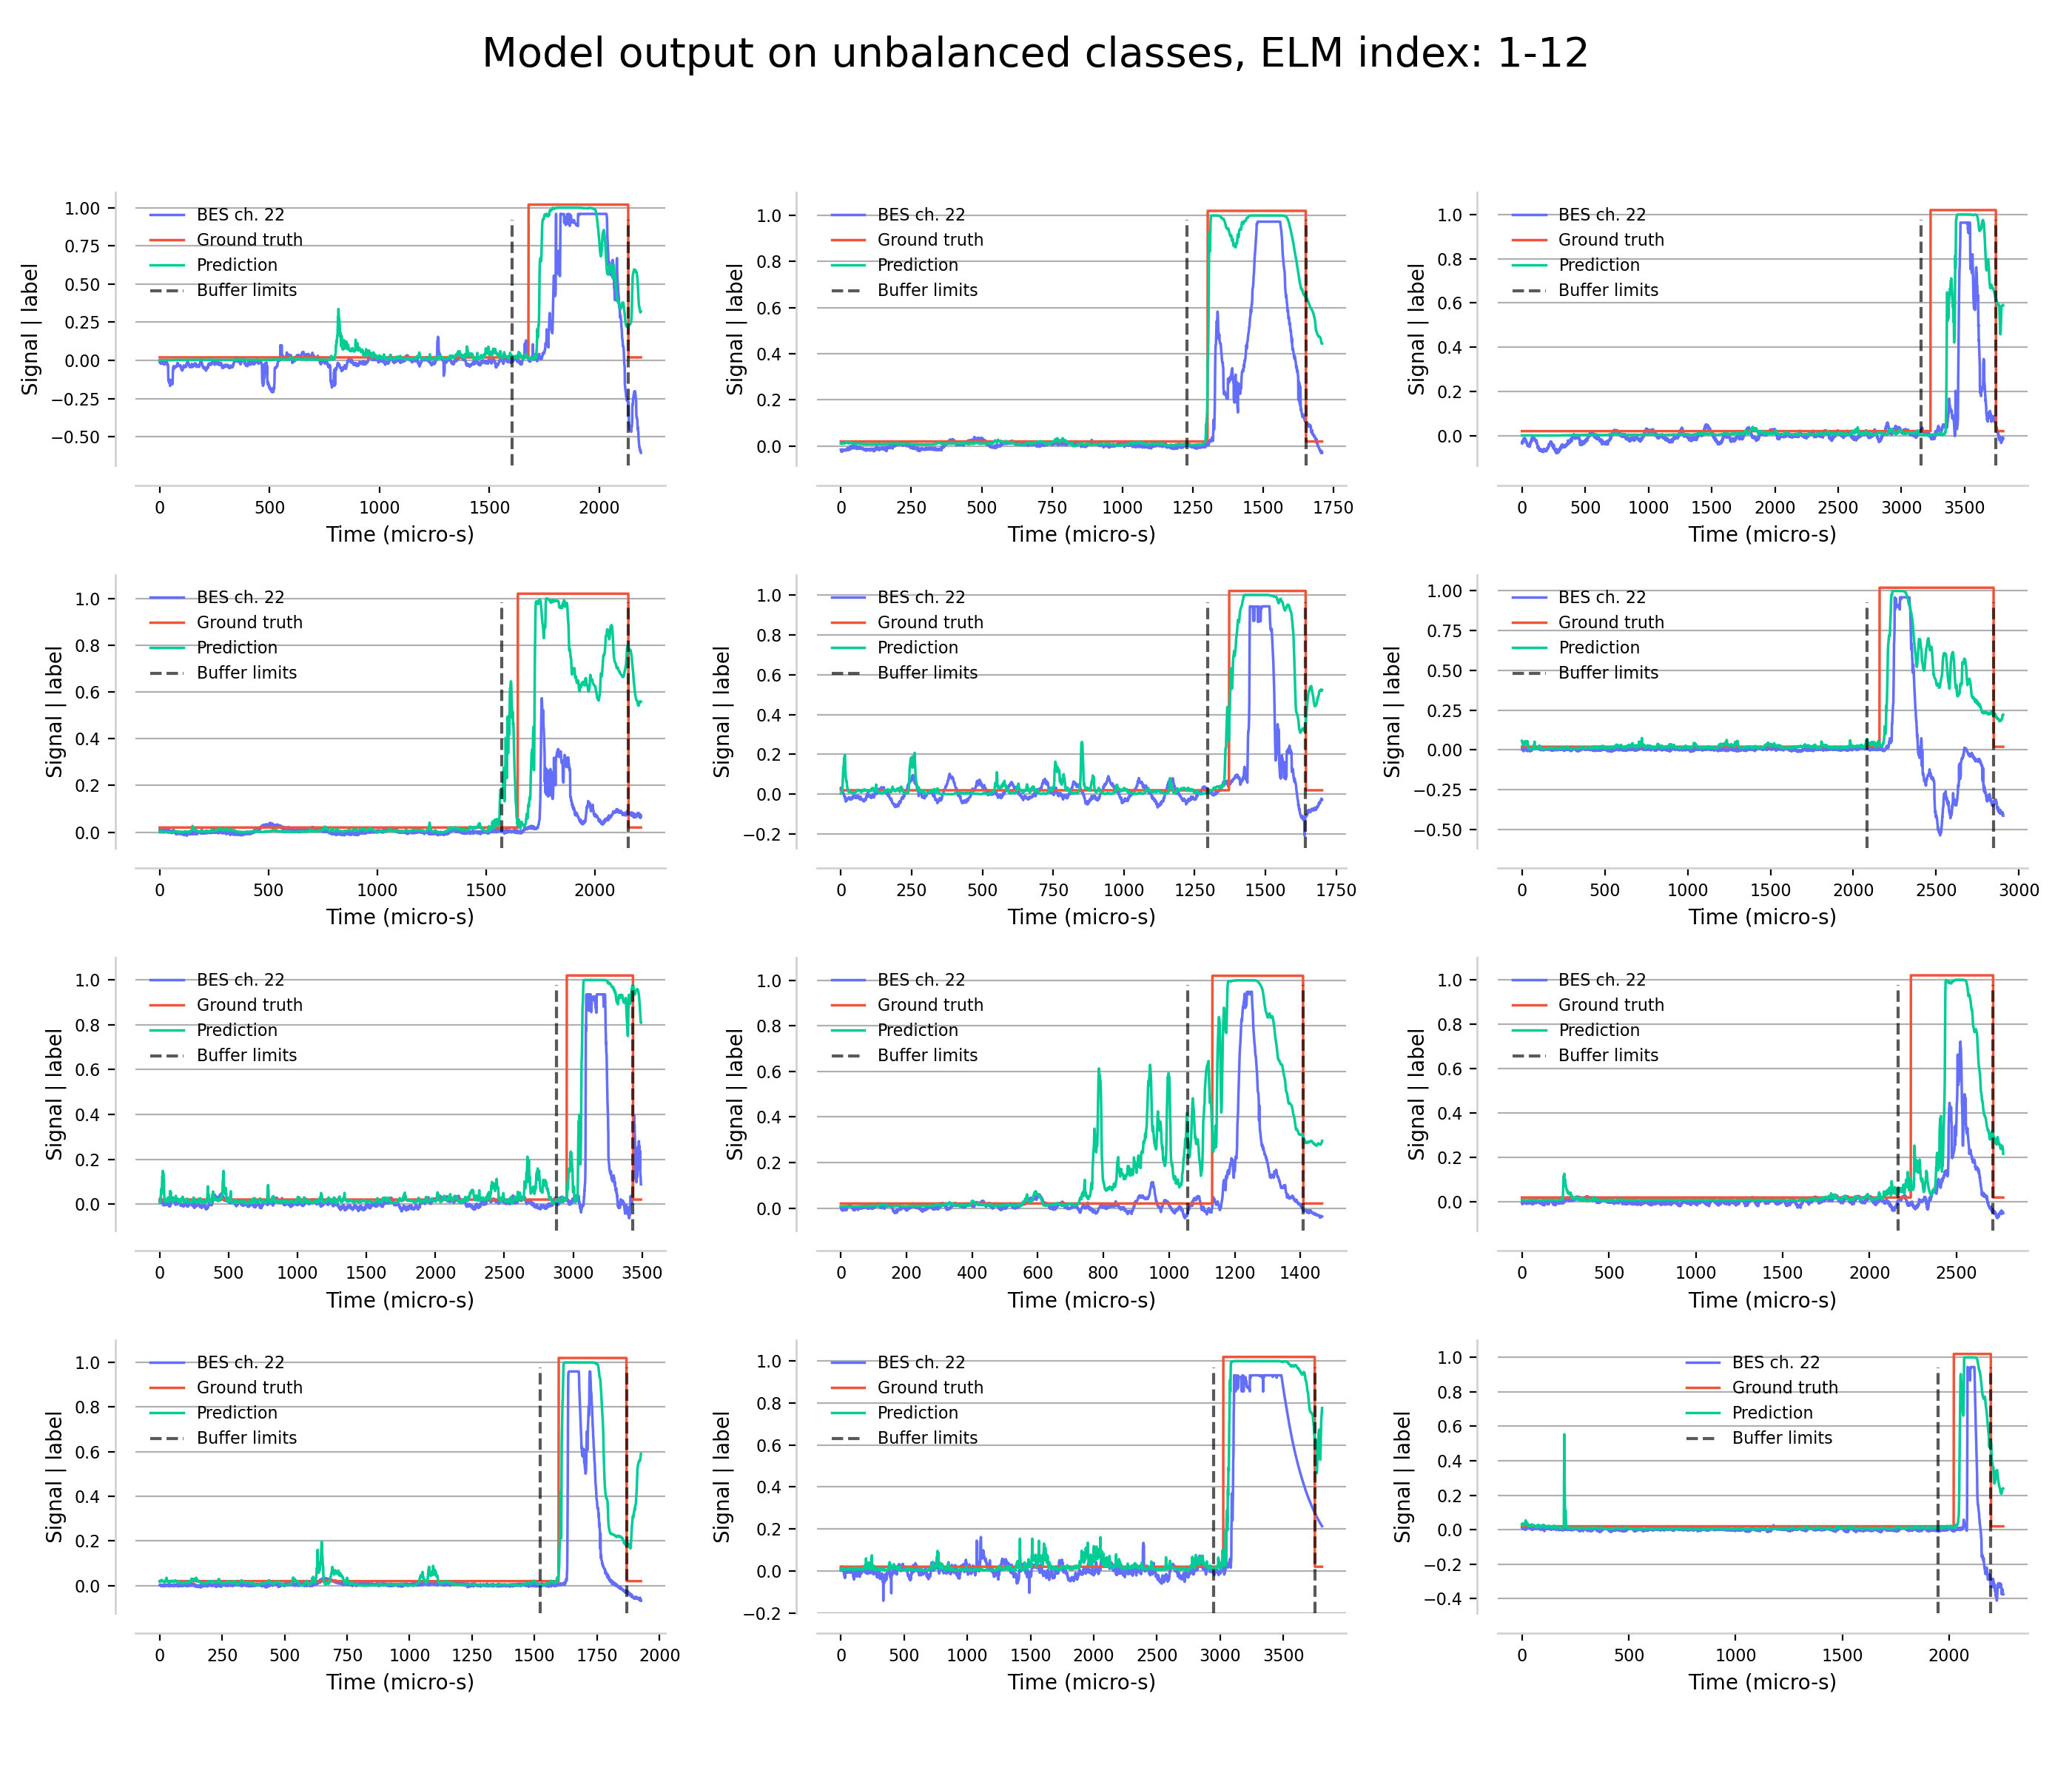 Model output on unbalanced classes, ELM index: 1-12
Signal | label
1.00
0.75
0.50
0.25
0.00
−0.25
−0.50
BES ch. 22
Ground truth
Prediction
Buffer limits
0 500 1000 1500 2000
Time (micro-s)
Signal | label
1.0
0.8
0.6
0.4
0.2
0.0
BES ch. 22
Ground truth
Prediction
Buffer limits
0 250 500 750 1000 1250 1500 1750
Time (micro-s)
Signal | label
1.0
0.8
0.6
0.4
0.2
0.0
BES ch. 22
Ground truth
Prediction
Buffer limits
0 500 1000 1500 2000 2500 3000 3500
Time (micro-s)
Signal | label
1.0
0.8
0.6
0.4
0.2
0.0
BES ch. 22
Ground truth
Prediction
Buffer limits
0 500 1000 1500 2000
Time (micro-s)
Signal | label
1.0
0.8
0.6
0.4
0.2
0.0
−0.2
BES ch. 22
Ground truth
Prediction
Buffer limits
0 250 500 750 1000 1250 1500 1750
Time (micro-s)
Signal | label
1.00
0.75
0.50
0.25
0.00
−0.25
−0.50
BES ch. 22
Ground truth
Prediction
Buffer limits
0 500 1000 1500 2000 2500 3000
Time (micro-s)
Signal | label
1.0
0.8
0.6
0.4
0.2
0.0
BES ch. 22
Ground truth
Prediction
Buffer limits
0 500 1000 1500 2000 2500 3000 3500
Time (micro-s)
Signal | label
1.0
0.8
0.6
0.4
0.2
0.0
BES ch. 22
Ground truth
Prediction
Buffer limits
0 200 400 600 800 1000 1200 1400
Time (micro-s)
Signal | label
1.0
0.8
0.6
0.4
0.2
0.0
BES ch. 22
Ground truth
Prediction
Buffer limits
0 500 1000 1500 2000 2500
Time (micro-s)
Signal | label
1.0
0.8
0.6
0.4
0.2
0.0
BES ch. 22
Ground truth
Prediction
Buffer limits
0 250 500 750 1000 1250 1500 1750 2000
Time (micro-s)
Signal | label
1.0
0.8
0.6
0.4
0.2
0.0
−0.2
BES ch. 22
Ground truth
Prediction
Buffer limits
0 500 1000 1500 2000 2500 3000 3500
Time (micro-s)
Signal | label
1.0
0.8
0.6
0.4
0.2
0.0
−0.2
−0.4
BES ch. 22
Ground truth
Prediction
Buffer limits
0 500 1000 1500 2000
Time (micro-s)